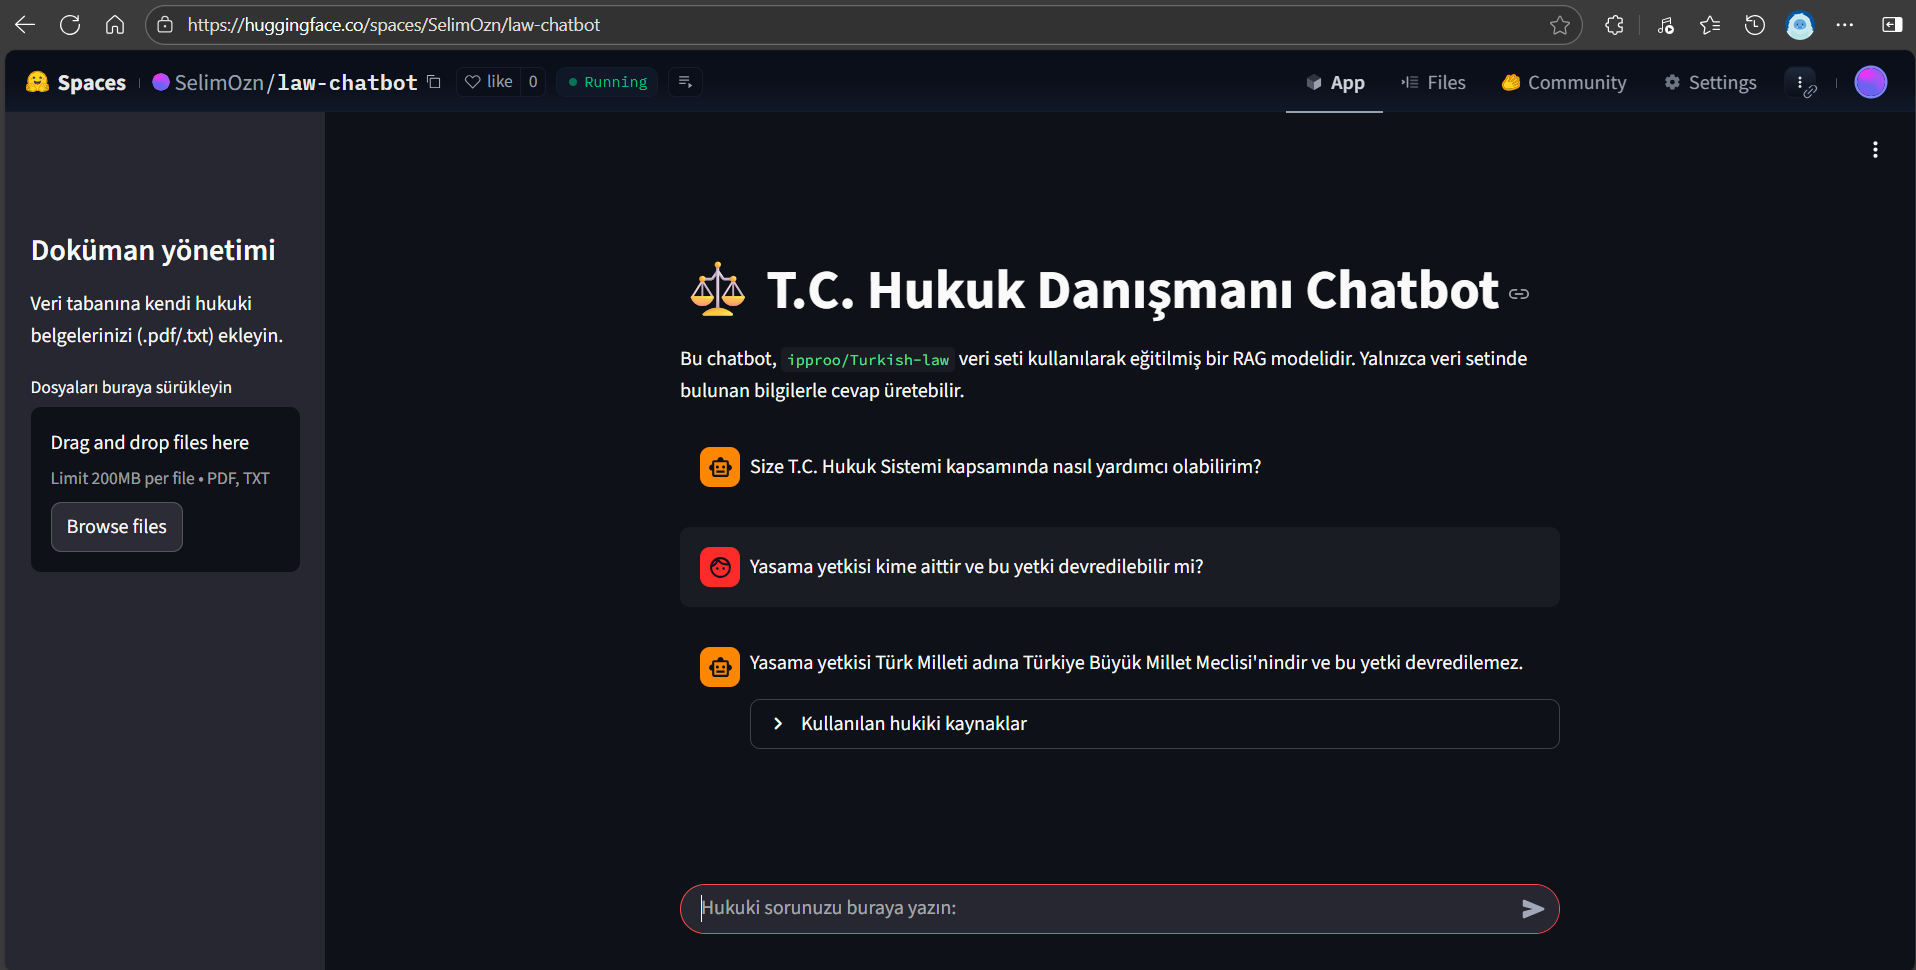 https://huggingface.co/spaces/SelimOzn/law-chatbot
Spaces
SelimOzn/law-chatbot
like 0
Running
App
Files
Community
Settings
Doküman yönetimi
Veri tabanına kendi hukuki
belgelerinizi (.pdf/.txt) ekleyin.
Dosyaları buraya sürükleyin
Drag and drop files here
Limit 200MB per file • PDF, TXT
Browse files
T.C. Hukuk Danışmanı Chatbot
Bu chatbot, ipproo/Turkish-law veri seti kullanılarak eğitilmiş bir RAG modelidir. Yalnızca veri setinde
bulunan bilgilerle cevap üretebilir.
Size T.C. Hukuk Sistemi kapsamında nasıl yardımcı olabilirim?
Yasama yetkisi kime aittir ve bu yetki devredilebilir mi?
Yasama yetkisi Türk Milleti adına Türkiye Büyük Millet Meclisi'nindir ve bu yetki devredilemez.
Kullanılan hukiki kaynaklar
Hukuki sorunuzu buraya yazın: